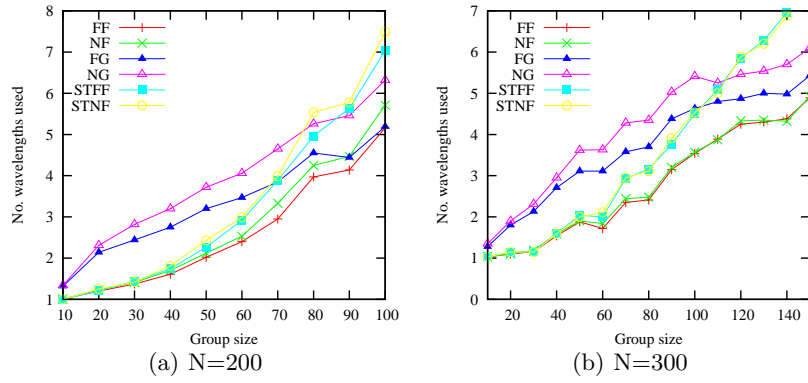 8
7
6
5
4
3
2
1
No. wavelengths used
FF
NF
FG
NG
STFF
STNF
10 20 30 40 50 60 70 80 90 100
Group size
(a) N=200
7
6
5
4
3
2
1
0
No. wavelengths used
FF
NF
FG
NG
STFF
STNF
20 40 60 80 100 120 140
Group size
(b) N=300